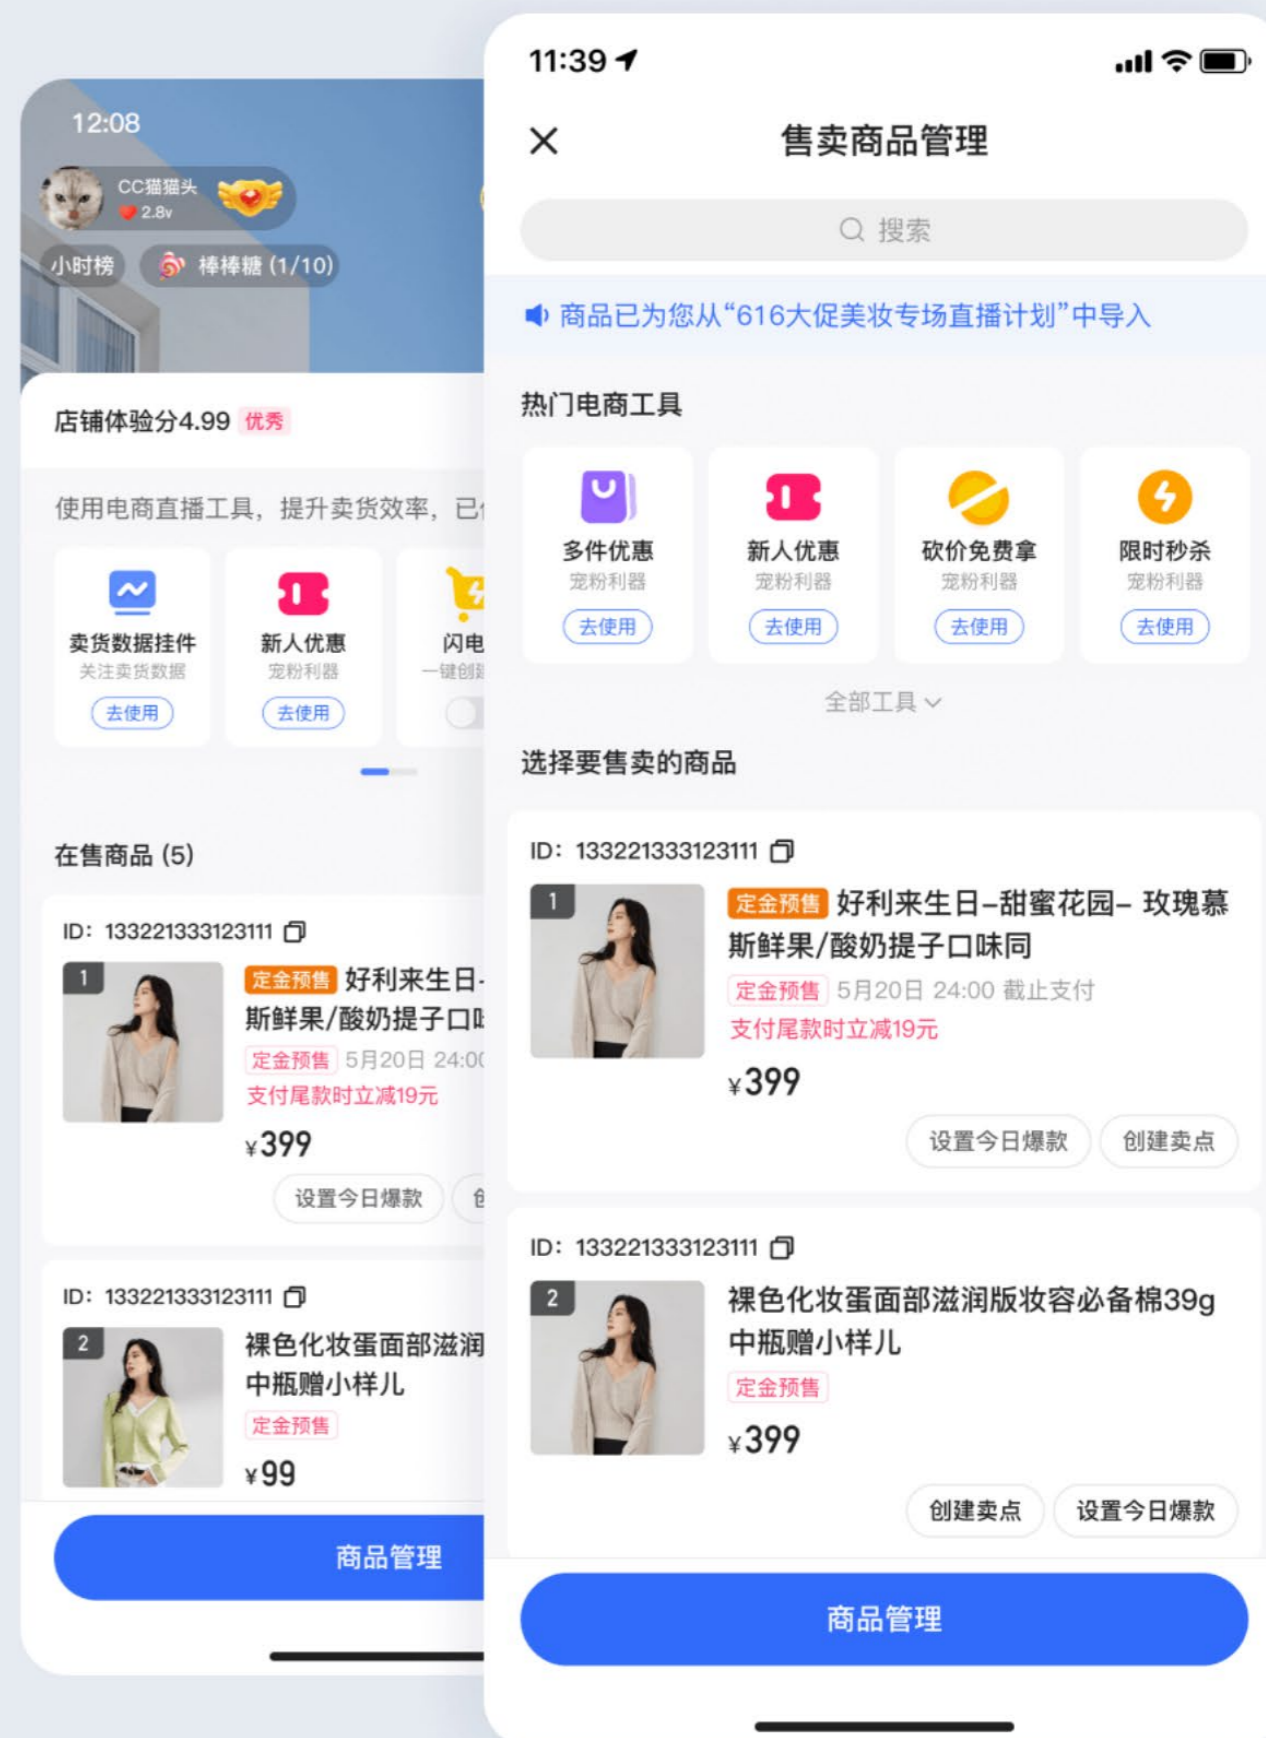 12:08
CC猫猫头
2.8v
小时榜
棒棒糖 (1/10)
店铺体验分4.99 优秀
使用电商直播工具，提升卖货效率，已
卖货数据挂件
关注卖货数据
去使用
新人优惠
宠粉利器
去使用
闪电
一键创建
在售商品 (5)
ID: 133221333123111
1
定金预售 好利来生日-
斯鲜果/酸奶提子口味
定金预售 5月20日 24:00
支付尾款时立减19元
¥399
设置今日爆款
ID: 133221333123111
2
裸色化妆蛋面部滋润
中瓶赠小样儿
定金预售
¥99
商品管理
11:39
售卖商品管理
搜索
商品已为您从“616大促美妆专场直播计划”中导入
热门电商工具
多件优惠
宠粉利器
去使用
新人优惠
宠粉利器
去使用
砍价免费拿
宠粉利器
去使用
限时秒杀
宠粉利器
去使用
全部工具
选择要售卖的商品
ID: 133221333123111
1
定金预售 好利来生日-甜蜜花园- 玫瑰慕
斯鲜果/酸奶提子口味同
定金预售 5月20日 24:00 截止支付
支付尾款时立减19元
¥399
设置今日爆款 创建卖点
ID: 133221333123111
2
裸色化妆蛋面部滋润版妆容必备棉39g
中瓶赠小样儿
定金预售
¥399
创建卖点 设置今日爆款
商品管理